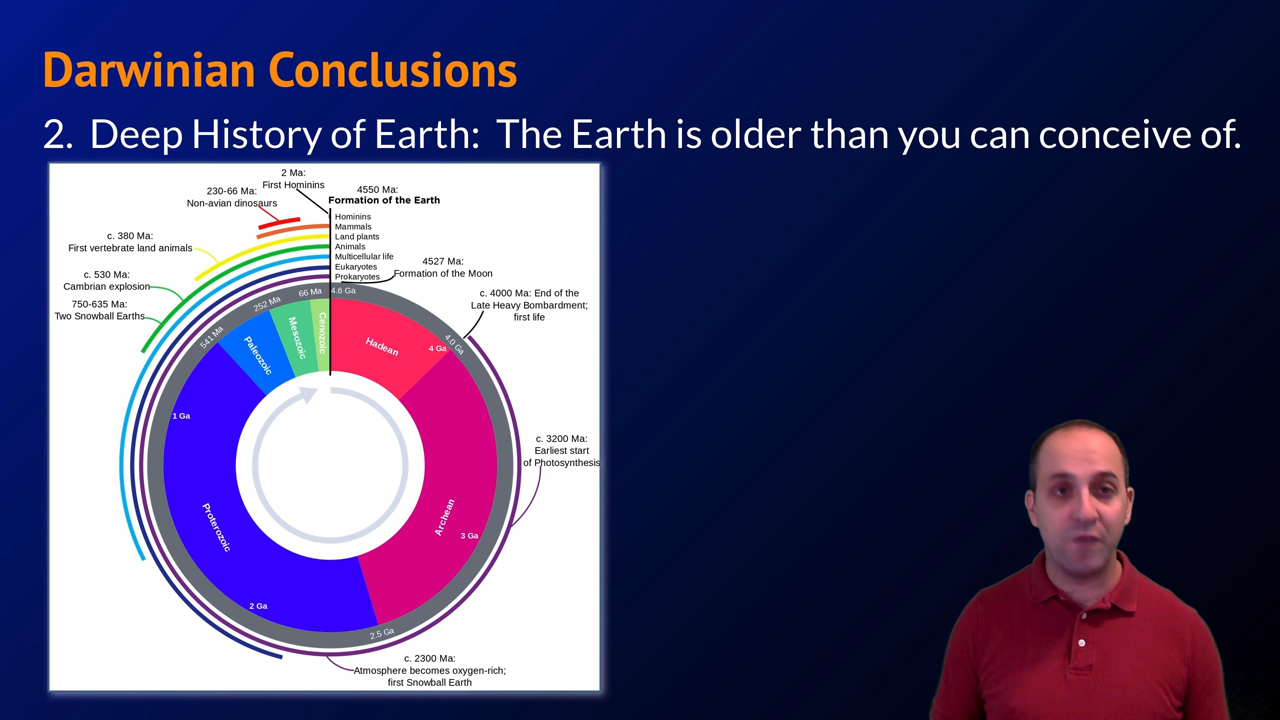 Darwinian Conclusions
2. Deep History of Earth: The Earth is older than you can conceive of.
2 Ma:
First Hominins
230-66 Ma:
Non-avian dinosaurs
c. 380 Ma:
First vertebrate land animals
c. 530 Ma:
Cambrian explosion
750-635 Ma:
Two Snowball Earths
4550 Ma:
Formation of the Earth
Hominins
Mammals
Land plants
Animals
Multicellular life
Eukaryotes
Prokaryotes
4527 Ma:
Formation of the Moon
c. 4000 Ma: End of the
Late Heavy Bombardment;
first life
c. 3200 Ma:
Earliest start
of Photosynthesis
c. 2300 Ma:
Atmosphere becomes oxygen-rich;
first Snowball Earth
4.6 Ga
4.0 Ga
2.5 Ga
541 Ma
252 Ma
66 Ma
Hadean
4 Ga
Archean
3 Ga
Proterozoic
2 Ga
1 Ga
Paleozoic
Mesozoic
Cenozoic